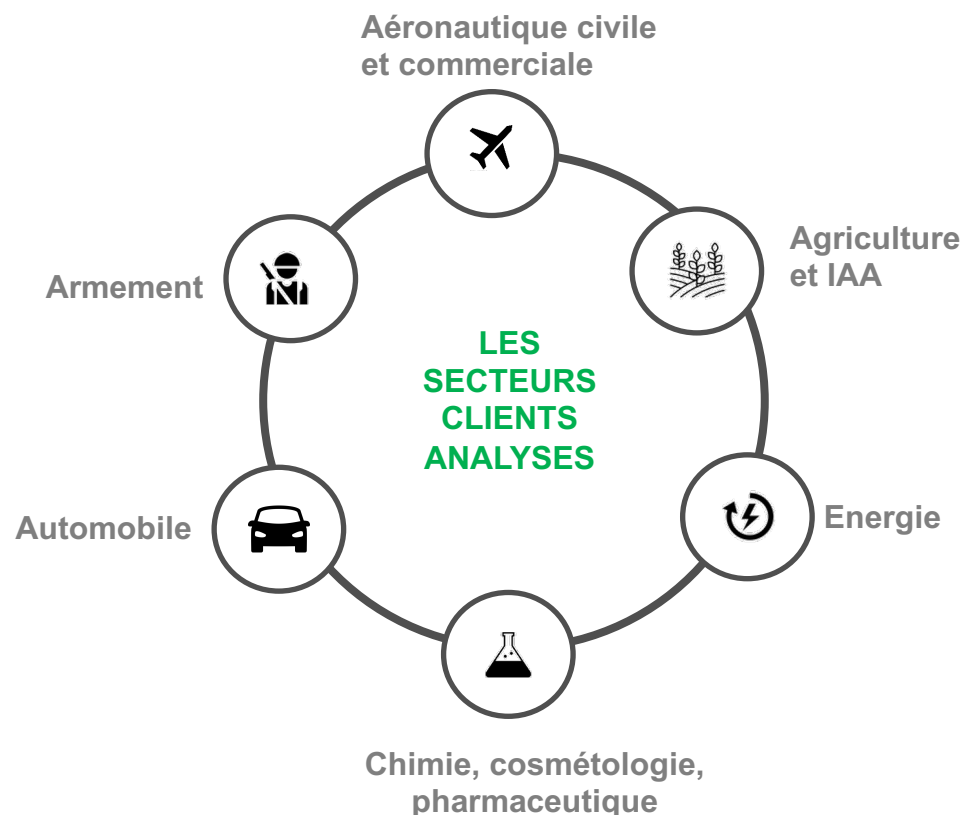 Aéronautique civile
et commerciale
Agriculture
et IAA
Armement
LES
SECTEURS
CLIENTS
ANALYSES
Automobile
Energie
Chimie, cosmétologie,
pharmaceutique